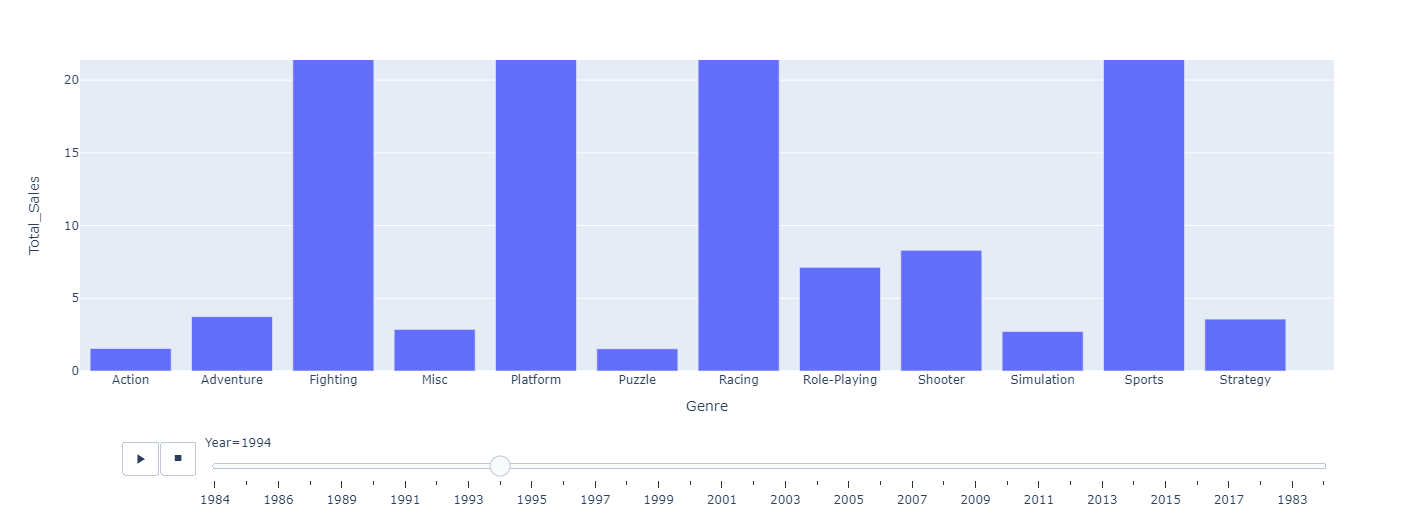 20
15
10
5
0
Total_Sales
Action Adventure Fighting Misc Platform Puzzle Racing Role-Playing Shooter Simulation Sports Strategy
Genre
Year=1994
1984 1986 1989 1991 1993 1995 1997 1999 2001 2003 2005 2007 2009 2011 2013 2015 2017 1983